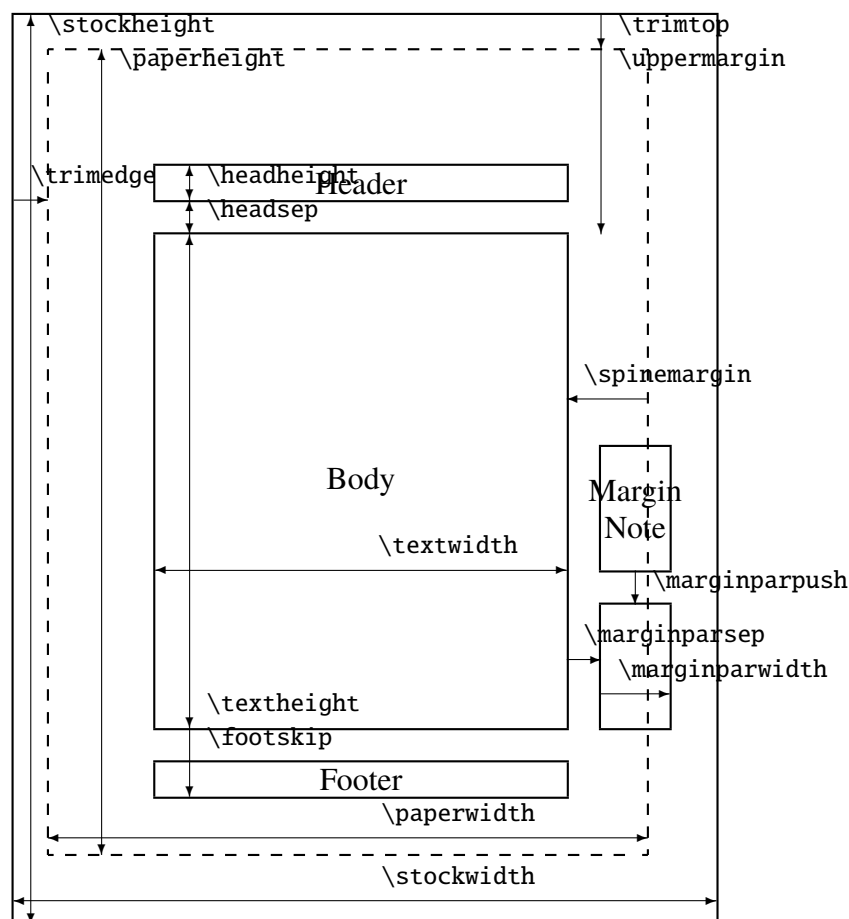 \stockheight
\trimtop
\paperheight
\uppermargin
\trimedge
\headheight
Header
\headsep
\spinemargin
Body
Margin
Note
\textwidth
\marginparpush
\marginparsep
\marginparwidth
\textheight
\footskip
Footer
\paperwidth
\stockwidth